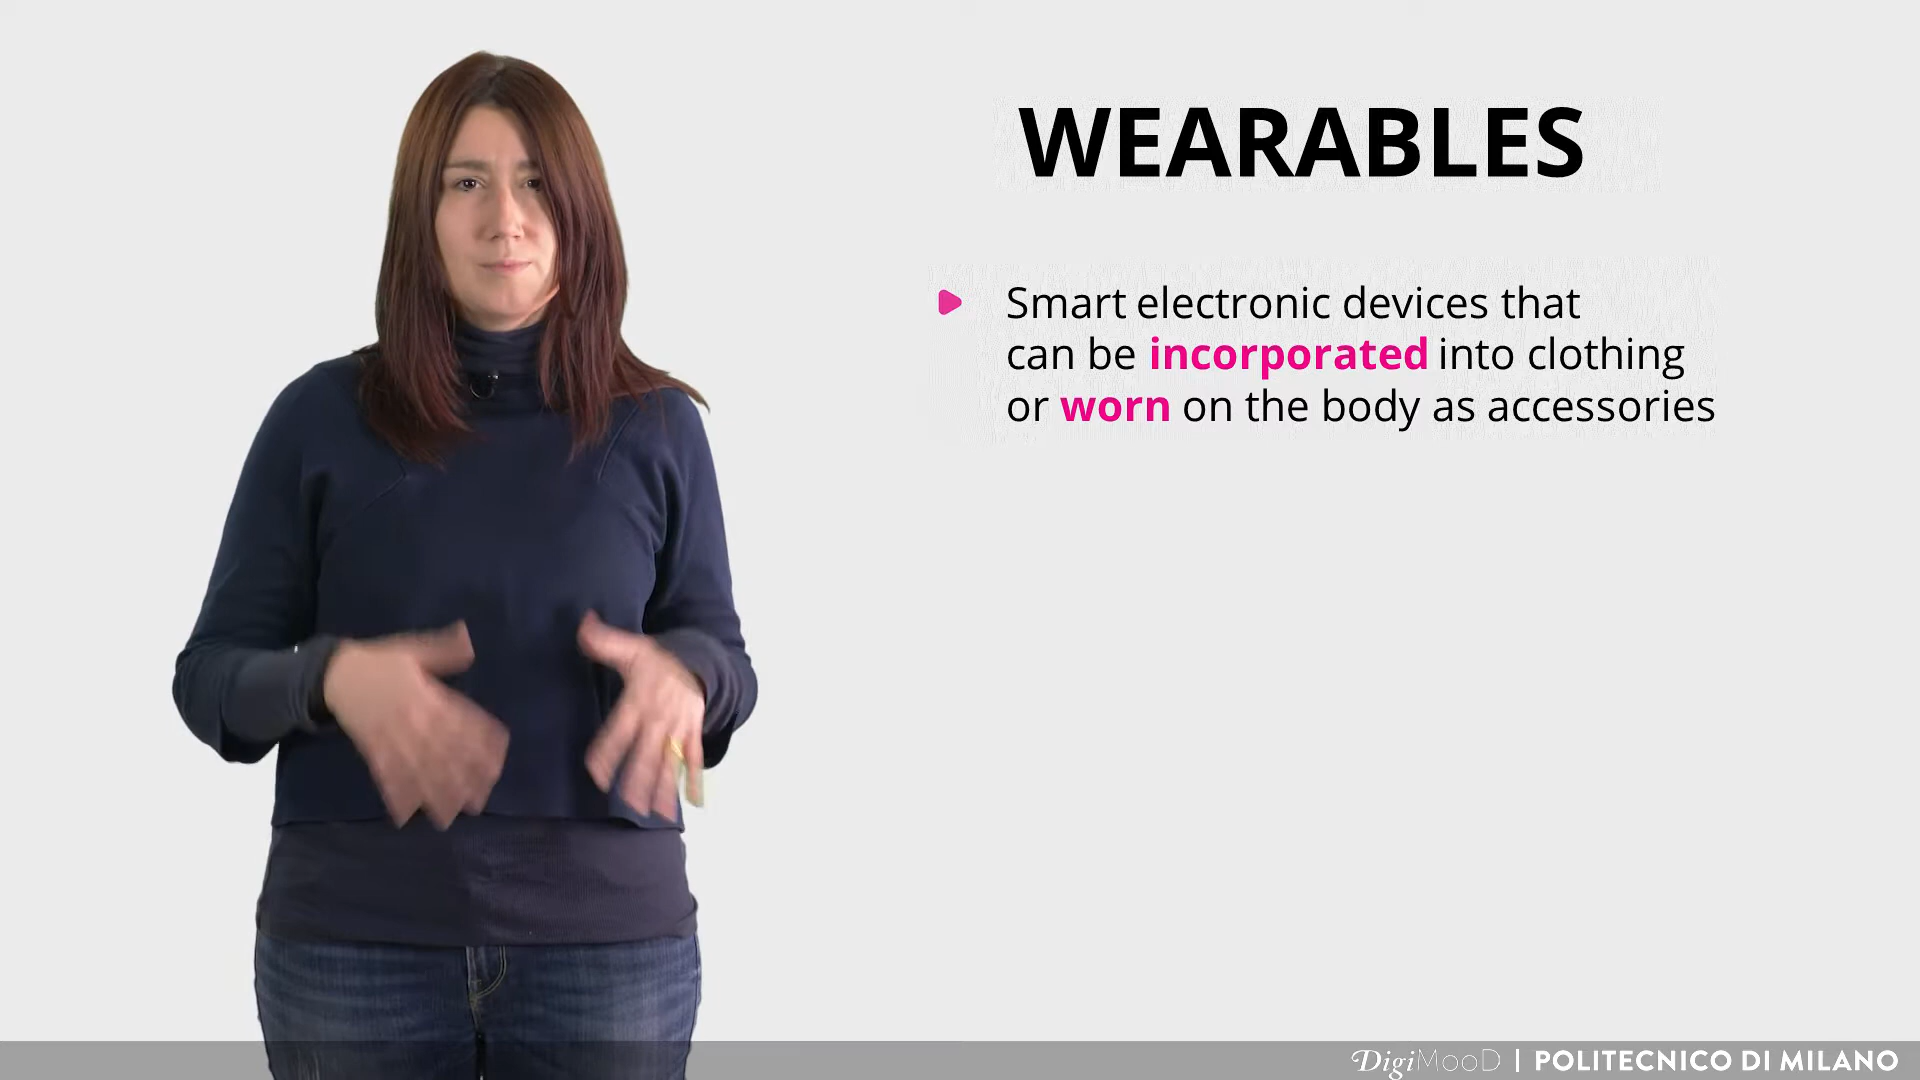 WEARABLES
Smart electronic devices that
can be incorporated into clothing
or worn on the body as accessories
DigiMooD | POLITECNICO DI MILANO